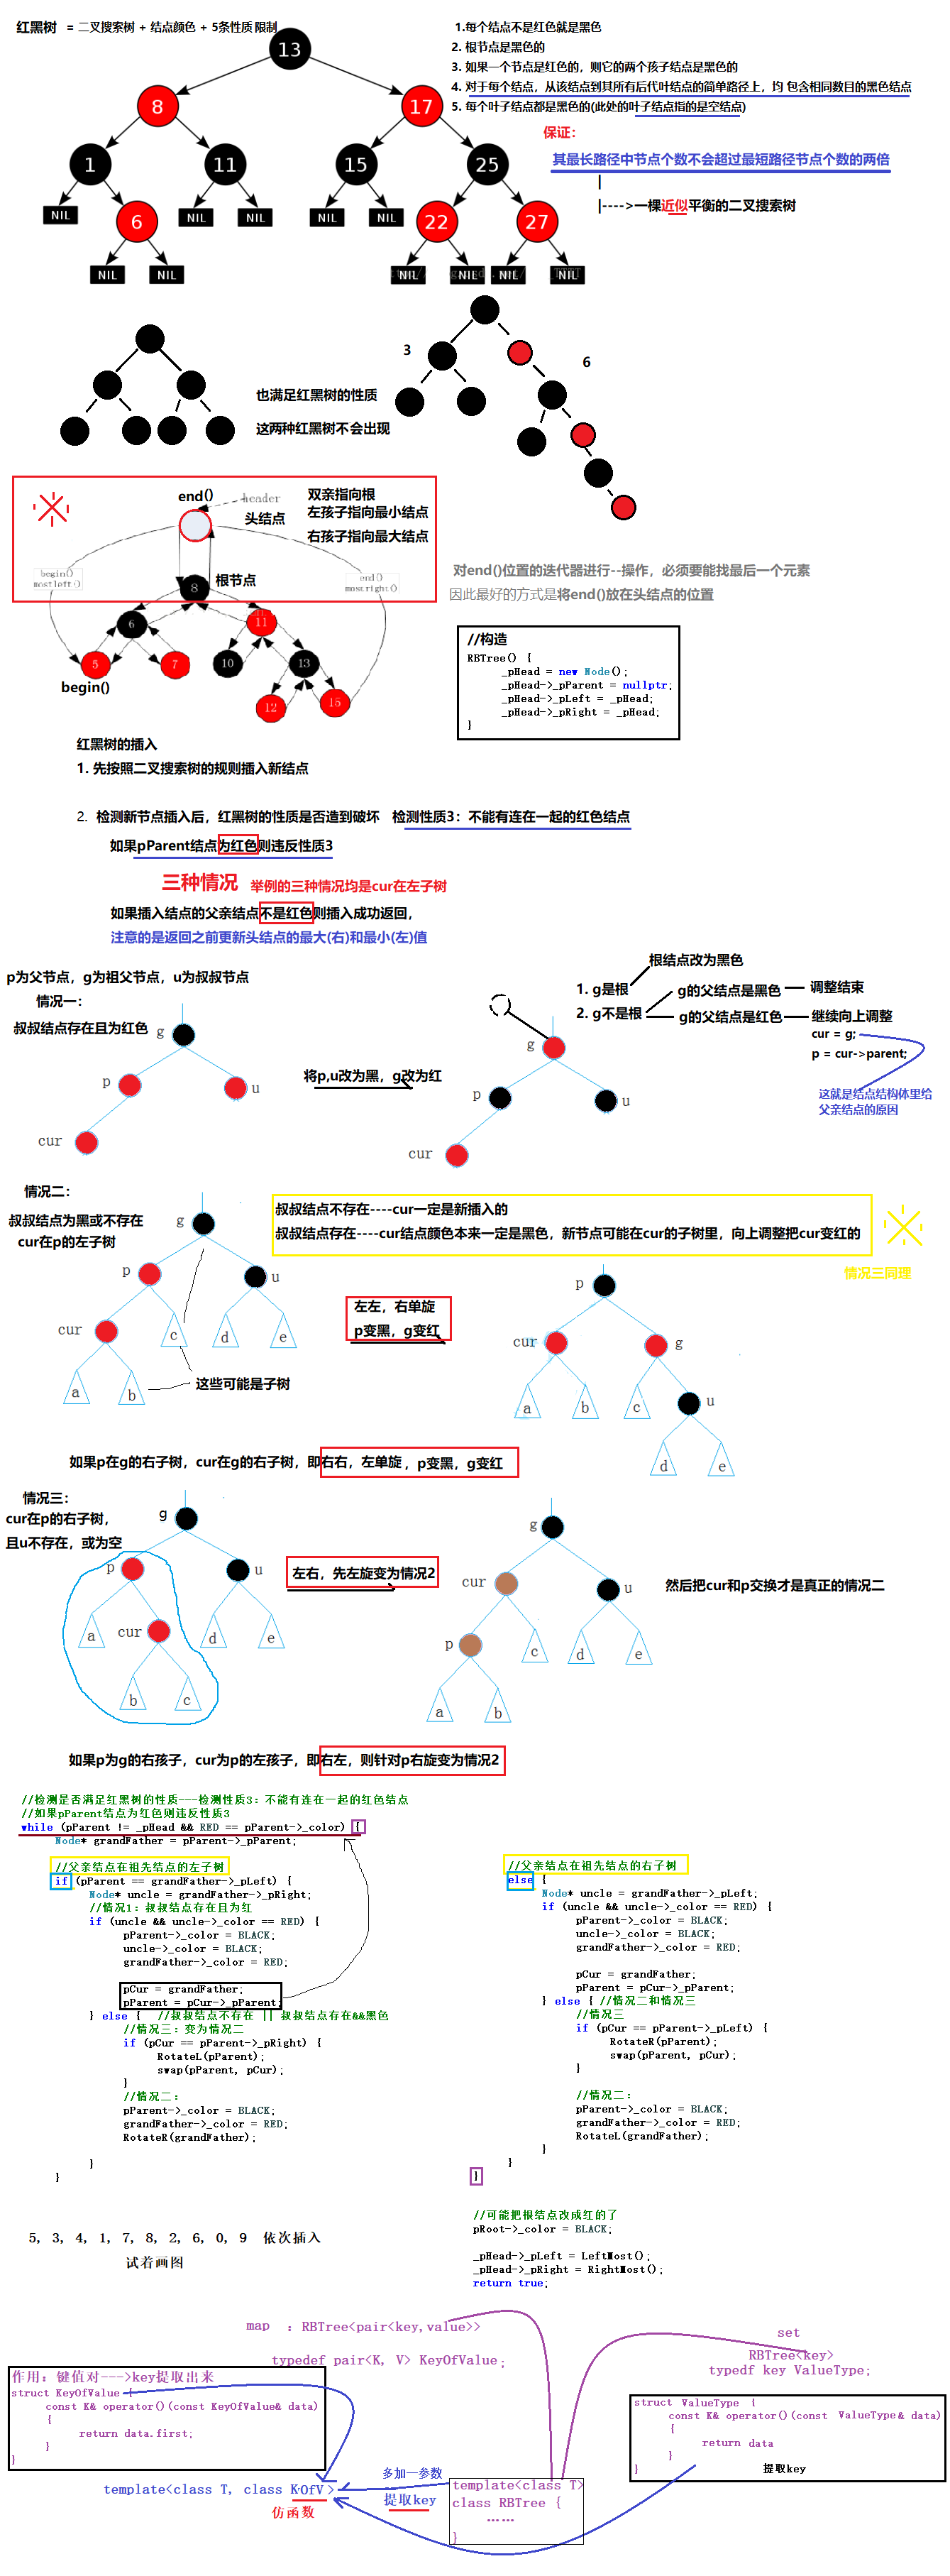 红黑树 = 二叉搜索树 + 结点颜色 + 5条性质 限制
1.每个结点不是红色就是黑色
2. 根节点是黑色的
3. 如果一个节点是红色的，则它的两个孩子结点是黑色的
4. 对于每个结点，从该结点到其所有后代叶结点的简单路径上，均 包含相同数目的黑色结点
5. 每个叶子结点都是黑色的(此处的叶子结点指的是空结点)
保证：
其最长路径中节点个数不会超过最短路径节点个数的两倍
|
|---->一棵近似平衡的二叉搜索树
13
8
17
1
11
15
25
NIL
6
NIL
NIL
NIL
NIL
22
27
NIL
NIL
NIL
NIL
NIL
NIL
3
6
也满足红黑树的性质
这两种红黑树不会出现
end()
header
头结点
双亲指向根
左孩子指向最小结点
右孩子指向最大结点
begin()
mostleft()
end()
mostright()
根节点
8
6
11
5
7
10
13
12
15
begin()
对end()位置的迭代器进行--操作，必须要能找最后一个元素
因此最好的方式是将end()放在头结点的位置
//构造
RBTree() {
_pHead = new Node();
_pHead->_pParent = nullptr;
_pHead->_pLeft = _pHead;
_pHead->_pRight = _pHead;
}
红黑树的插入
1. 先按照二叉搜索树的规则插入新结点
2. 检测新节点插入后，红黑树的性质是否造到破坏 检测性质3：不能有连在一起的红色结点
如果pParent结点为红色则违反性质3
三种情况 举例的三种情况均是cur在左子树
如果插入结点的父亲结点不是红色则插入成功返回，
注意的是返回之前更新头结点的最大(右)和最小(左)值
p为父节点，g为祖父节点，u为叔叔节点
情况一：
叔叔结点存在且为红色
g
p
u
cur
将p,u改为黑，g改为红
g
p
u
cur
根结点改为黑色
1. g是根
2. g不是根
g的父结点是黑色
调整结束
g的父结点是红色
继续向上调整
cur = g;
p = cur->parent;
这就是结点结构体里给
父亲结点的原因
情况二：
叔叔结点为黑或不存在
cur在p的左子树
g
p
u
cur
c
d
e
a
b
这些可能是子树
叔叔结点不存在----cur一定是新插入的
叔叔结点存在----cur结点颜色本来一定是黑色，新节点可能在cur的子树里，向上调整把cur变红的
情况三同理
左左，右单旋
p变黑，g变红
p
cur
g
a
b
c
u
d
e
如果p在g的右子树，cur在g的右子树，即右右，左单旋，p变黑，g变红
情况三：
cur在p的右子树，
且u不存在，或为空
g
p
u
a
cur
d
e
b
c
左右，先左旋变为情况2
g
cur
u
p
c
d
e
a
b
然后把cur和p交换才是真正的情况二
如果p为g的右孩子，cur为p的左孩子，即右左，则针对p右旋变为情况2
//检测是否满足红黑树的性质---检测性质3：不能有连在一起的红色结点
//如果pParent结点为红色则违反性质3
while (pParent != _pHead && RED == pParent->_color) {
Node* grandFather = pParent->_pParent;
//父亲结点在祖先结点的左子树
if (pParent == grandFather->_pLeft) {
Node* uncle = grandFather->_pRight;
//情况1：叔叔结点存在且为红
if (uncle && uncle->_color == RED) {
pParent->_color = BLACK;
uncle->_color = BLACK;
grandFather->_color = RED;
pCur = grandFather;
pParent = pCur->_pParent;
} else { //叔叔结点不存在 || 叔叔结点存在&&黑色
//情况三：变为情况二
if (pCur == pParent->_pRight) {
RotateL(pParent);
swap(pParent, pCur);
}
//情况二：
pParent->_color = BLACK;
grandFather->_color = RED;
RotateR(grandFather);
}
}
//父亲结点在祖先结点的右子树
else {
Node* uncle = grandFather->_pLeft;
if (uncle && uncle->_color == RED) {
pParent->_color = BLACK;
uncle->_color = BLACK;
grandFather->_color = RED;
pCur = grandFather;
pParent = pCur->_pParent;
} else { //情况二和情况三
//情况三
if (pCur == pParent->_pLeft) {
RotateR(pParent);
swap(pParent, pCur);
}
//情况二：
pParent->_color = BLACK;
grandFather->_color = RED;
RotateL(grandFather);
}
}
}
//可能把根结点改成红的了
pRoot->_color = BLACK;
_pHead->_pLeft = LeftMost();
_pHead->_pRight = RightMost();
return true;
5, 3, 4, 1, 7, 8, 2, 6, 0, 9 依次插入
试着画图
map : RBTree<pair<key,value>>
typedef pair<K, V> KeyOfValue;
set
RBTree<key>
typedf key ValueType;
作用：键值对--->key提取出来
struct KeyOfValue {
const K& operator()(const KeyOfValue& data)
{
return data.first;
}
}
struct ValueType {
const K& operator()(const ValueType& data)
{
return data
}
}
提取key
template<class T, class K-OfV>
仿函数
多加一参数
提取key
template<class T>
class RBTree {
......
}